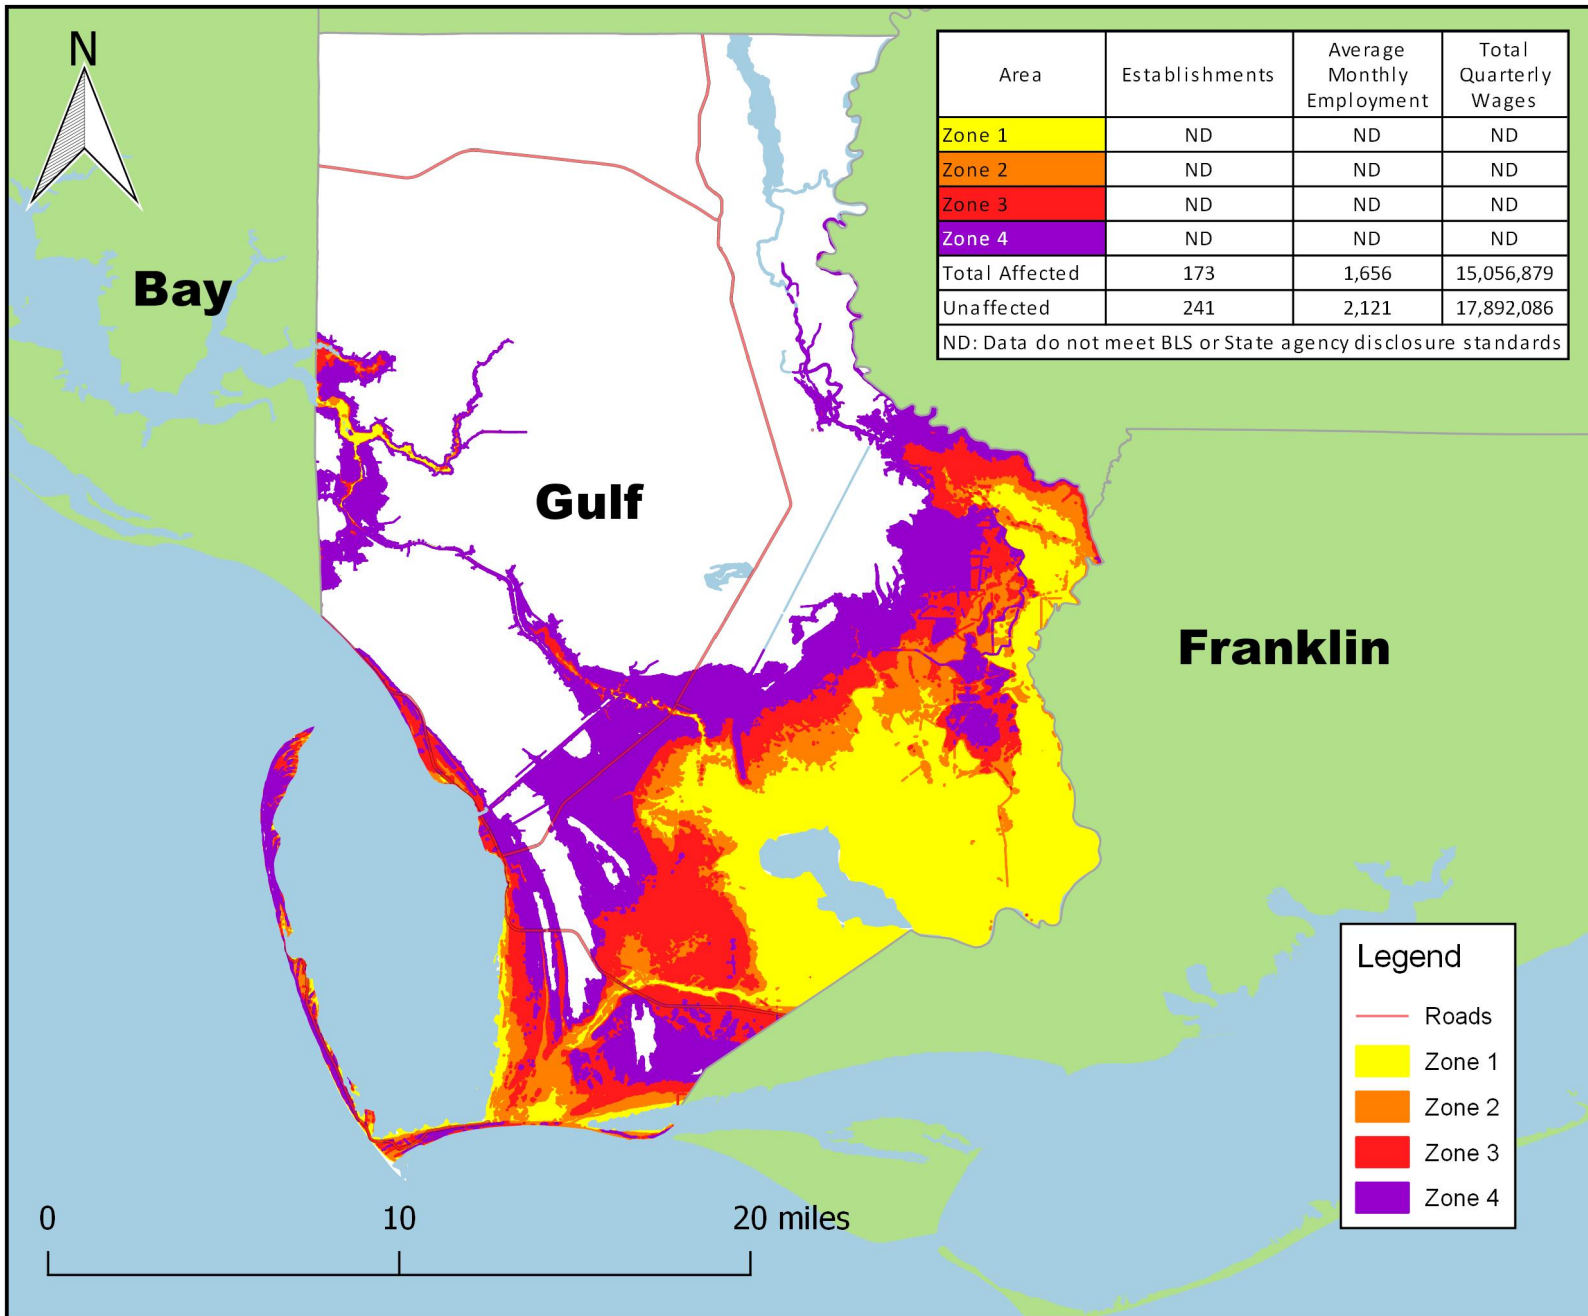 N
Area Establishments Average Monthly Employment Total Quarterly Wages
Zone 1 ND ND ND
Zone 2 ND ND ND
Zone 3 ND ND ND
Zone 4 ND ND ND
Total Affected 173 1,656 15,056,879
Unaffected 241 2,121 17,892,086
ND: Data do not meet BLS or State agency disclosure standards
Bay
Gulf
Franklin
Legend
Roads
Zone 1
Zone 2
Zone 3
Zone 4
0 10 20 miles